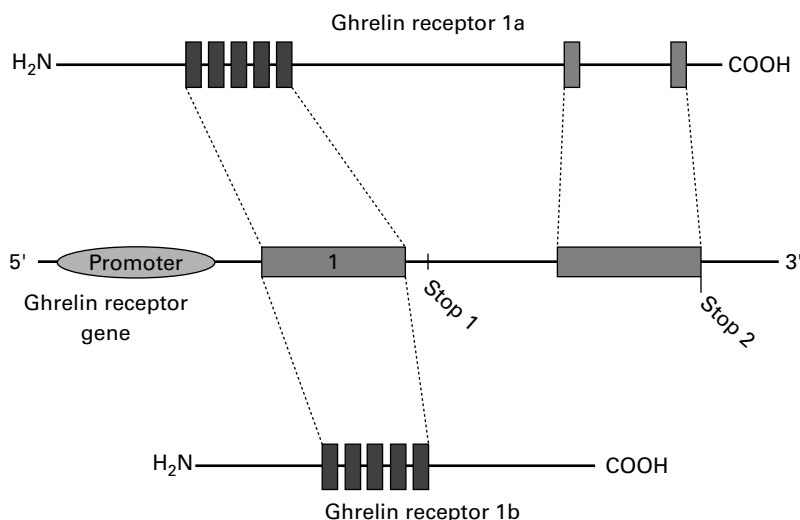 Ghrelin receptor 1a
H₂N
COOH
5'
Promoter
1
3'
Stop 1
Stop 2
Ghrelin receptor
gene
H₂N
COOH
Ghrelin receptor 1b